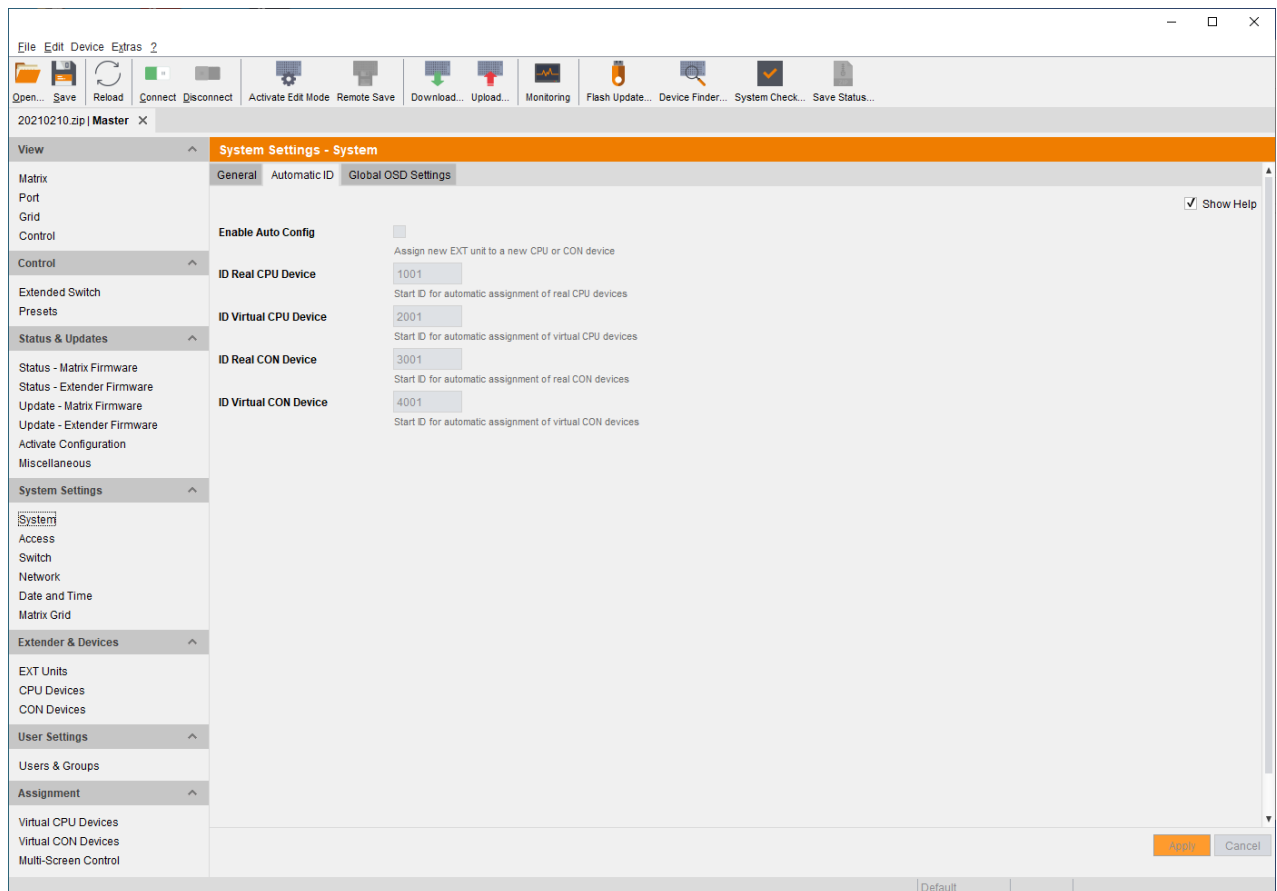 File Edit Device Extras ?
Open... Save Reload Connect Disconnect Activate Edit Mode Remote Save Download... Upload... Monitoring Flash Update... Device Finder... System Check... Save Status...
20210210.zip | Master
View
Matrix
Port
Grid
Control
Control
Extended Switch
Presets
Status & Updates
Status - Matrix Firmware
Status - Extender Firmware
Update - Matrix Firmware
Update - Extender Firmware
Activate Configuration
Miscellaneous
System Settings
System
Access
Switch
Network
Date and Time
Matrix Grid
Extender & Devices
EXT Units
CPU Devices
CON Devices
User Settings
Users & Groups
Assignment
Virtual CPU Devices
Virtual CON Devices
Multi-Screen Control
System Settings - System
General Automatic ID Global OSD Settings
Show Help
Enable Auto Config
Assign new EXT unit to a new CPU or CON device
ID Real CPU Device 1001
Start ID for automatic assignment of real CPU devices
ID Virtual CPU Device 2001
Start ID for automatic assignment of virtual CPU devices
ID Real CON Device 3001
Start ID for automatic assignment of real CON devices
ID Virtual CON Device 4001
Start ID for automatic assignment of virtual CON devices
Apply Cancel
Default